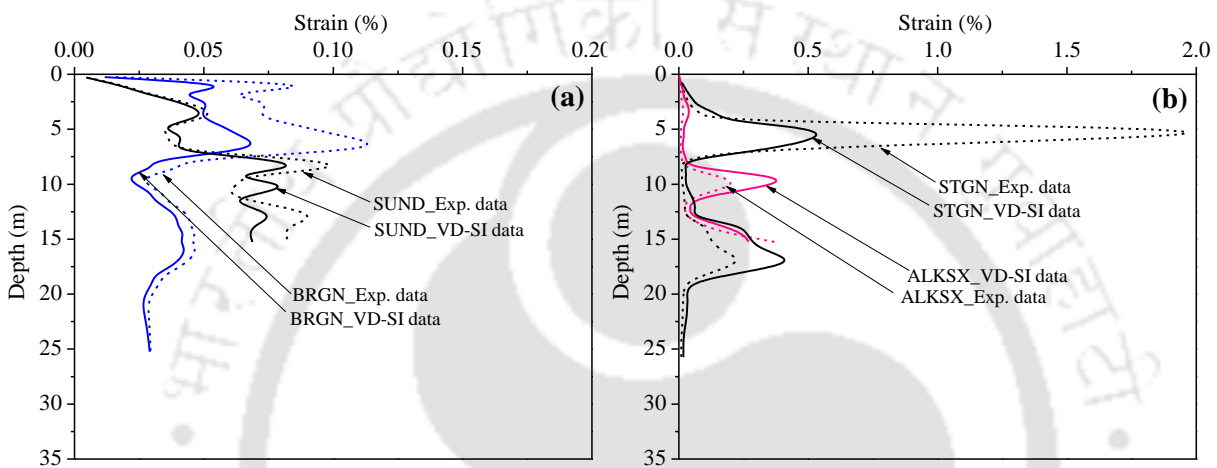 Strain (%)
0.00 0.05 0.10 0.15 0.20
0
5
10
15
20
25
30
35
Depth (m)
(a)
SUND_Exp. data
SUND_VD-SI data
BRGN_Exp. data
BRGN_VD-SI data
Strain (%)
0.0 0.5 1.0 1.5 2.0
0
5
10
15
20
25
30
35
Depth (m)
(b)
STGN_Exp. data
STGN_VD-SI data
ALKSX_VD-SI data
ALKSX_Exp. data